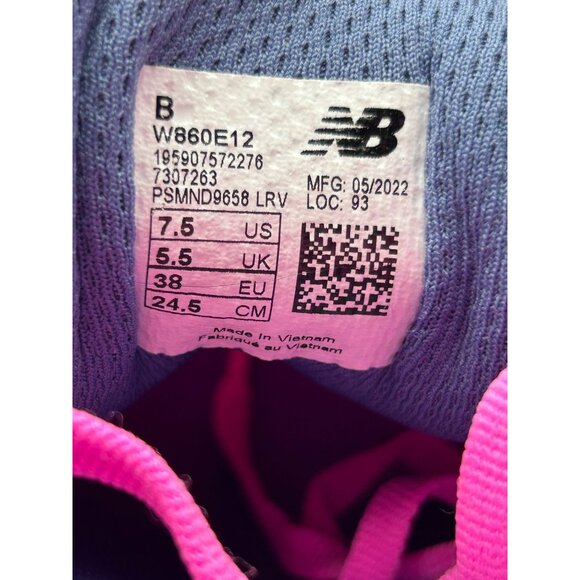 B
W860E12
195907572276
7307263
PSMND9658 LRV
7.5 US
5.5 UK
38 EU
24.5 CM
NB
MFG: 05/2022
LOC: 93
Made in Vietnam
Fabriqué au Vietnam